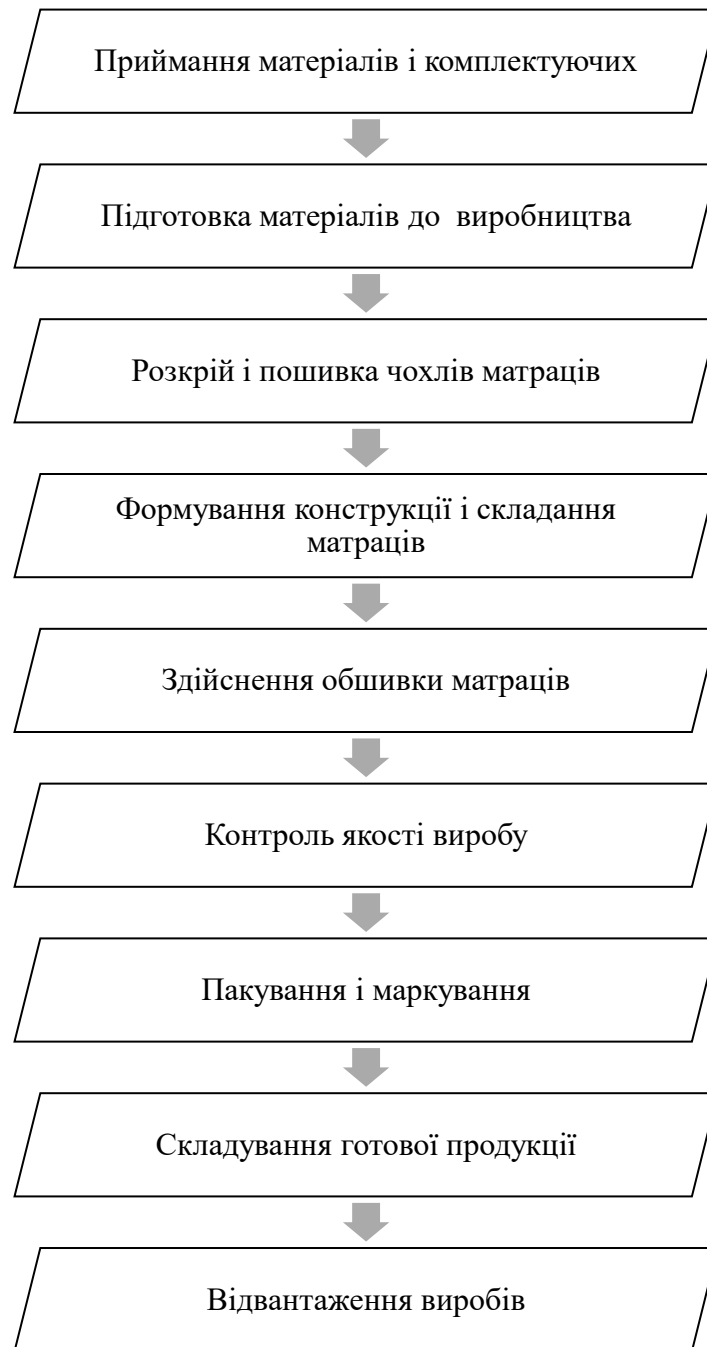 Приймання матеріалів і комплектуючих
Підготовка матеріалів до  виробництва
Розкрій і пошивка чохлів матраців
Формування конструкції і складання
матраців
Здійснення обшивки матраців
Контроль якості виробу
Пакування і маркування
Складування готової продукції
Відвантаження виробів